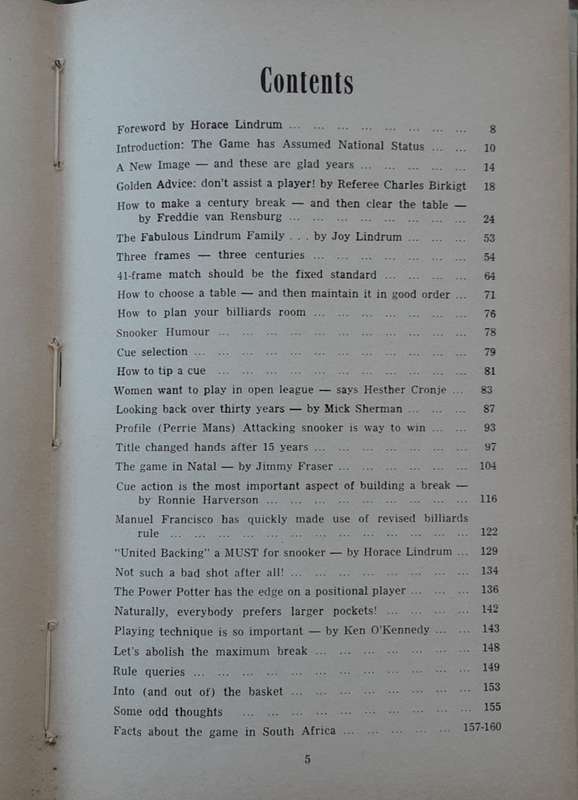 Contents
Foreword by Horace Lindrum ... ... ... ... ... ... ... 8
Introduction: The Game has Assumed National Status ... ... 10
A New Image — and these are glad years ... ... ... ... ... 14
Golden Advice: don't assist a player! by Referee Charles Birkigt 18
How to make a century break — and then clear the table —
by Freddie van Rensburg ... ... ... ... ... ... ... 24
The Fabulous Lindrum Family . . . by Joy Lindrum ... ... ... 53
Three frames — three centuries ... ... ... ... ... ... 54
41-frame match should be the fixed standard ... ... ... ... 64
How to choose a table — and then maintain it in good order ... 71
How to plan your billiards room ... ... ... ... ... ... 76
Snooker Humour ... ... ... ... ... ... ... ... ... ... 78
Cue selection ... ... ... ... ... ... ... ... ... ... ... 79
How to tip a cue ... ... ... ... ... ... ... ... ... ... 81
Women want to play in open league — says Hesther Cronje ... 83
Looking back over thirty years — by Mick Sherman ... ... ... 87
Profile (Perrie Mans) Attacking snooker is way to win ... ... 93
Title changed hands after 15 years ... ... ... ... ... ... 97
The game in Natal — by Jimmy Fraser ... ... ... ... ... 104
Cue action is the most important aspect of building a break —
by Ronnie Harverson ... ... ... ... ... ... ... ... 116
Manuel Francisco has quickly made use of revised billiards
rule ... ... ... ... ... ... ... ... ... ... ... ... 122
"United Backing" a MUST for snooker — by Horace Lindrum ... 129
Not such a bad shot after all! ... ... ... ... ... ... ... 134
The Power Potter has the edge on a positional player ... ... ... 136
Naturally, everybody prefers larger pockets! ... ... ... ... 142
Playing technique is so important — by Ken O'Kennedy ... ... 143
Let's abolish the maximum break ... ... ... ... ... ... 148
Rule queries ... ... ... ... ... ... ... ... ... ... ... 149
Into (and out of) the basket ... ... ... ... ... ... ... 153
Some odd thoughts ... ... ... ... ... ... ... ... ... 155
Facts about the game in South Africa ... ... ... ... ... 157-160
5